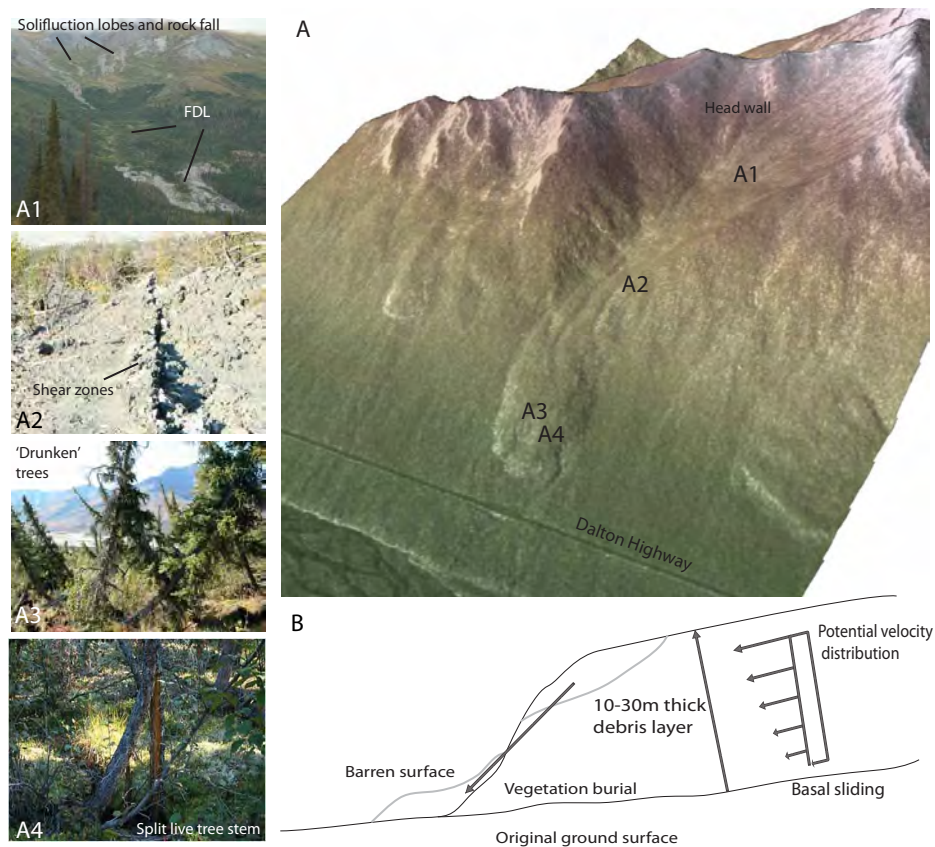 Solifluction lobes and rock fall
FDL
A1
Shear zones
A2
'Drunken'
trees
A3
A4
Split live tree stem
A
Head wall
A1
A2
A3
A4
Dalton Highway
B
Potential velocity
distribution
10-30m thick
debris layer
Barren surface
Vegetation burial
Basal sliding
Original ground surface